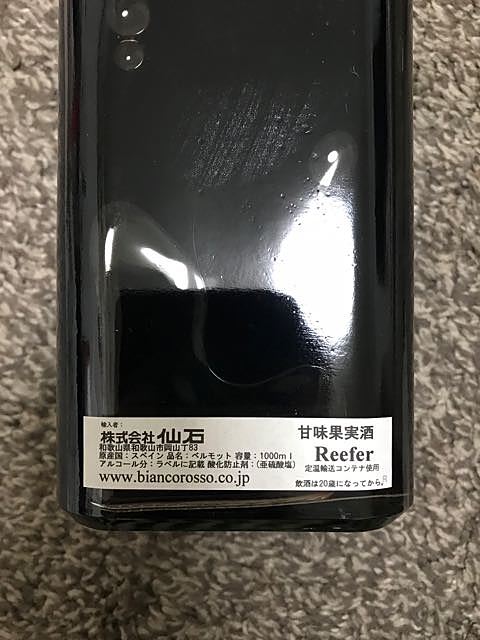 輸入者：
株式会社 仙石
和歌山県和歌山市岡山丁83
原産国：スペイン 品名：ベルモット 容量：1000ml
アルコール分：ラベルに記載 酸化防止剤：(亜硫酸塩)
www.biancorosso.co.jp
甘味果実酒
Reefer
定温輸送コンテナ使用
飲酒は20歳になってから。R